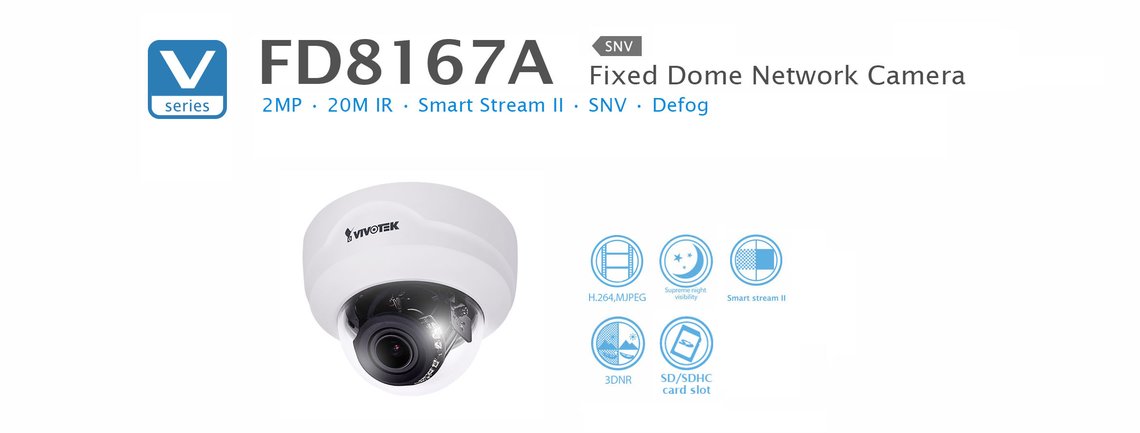 V
series
FD8167A
SNV
Fixed Dome Network Camera
2MP · 20M IR · Smart Stream II · SNV · Defog
VIVOTEK
H.264,MJPEG
Supreme night
visibility
Smart stream II
3DNR
SD/SDHC
card slot